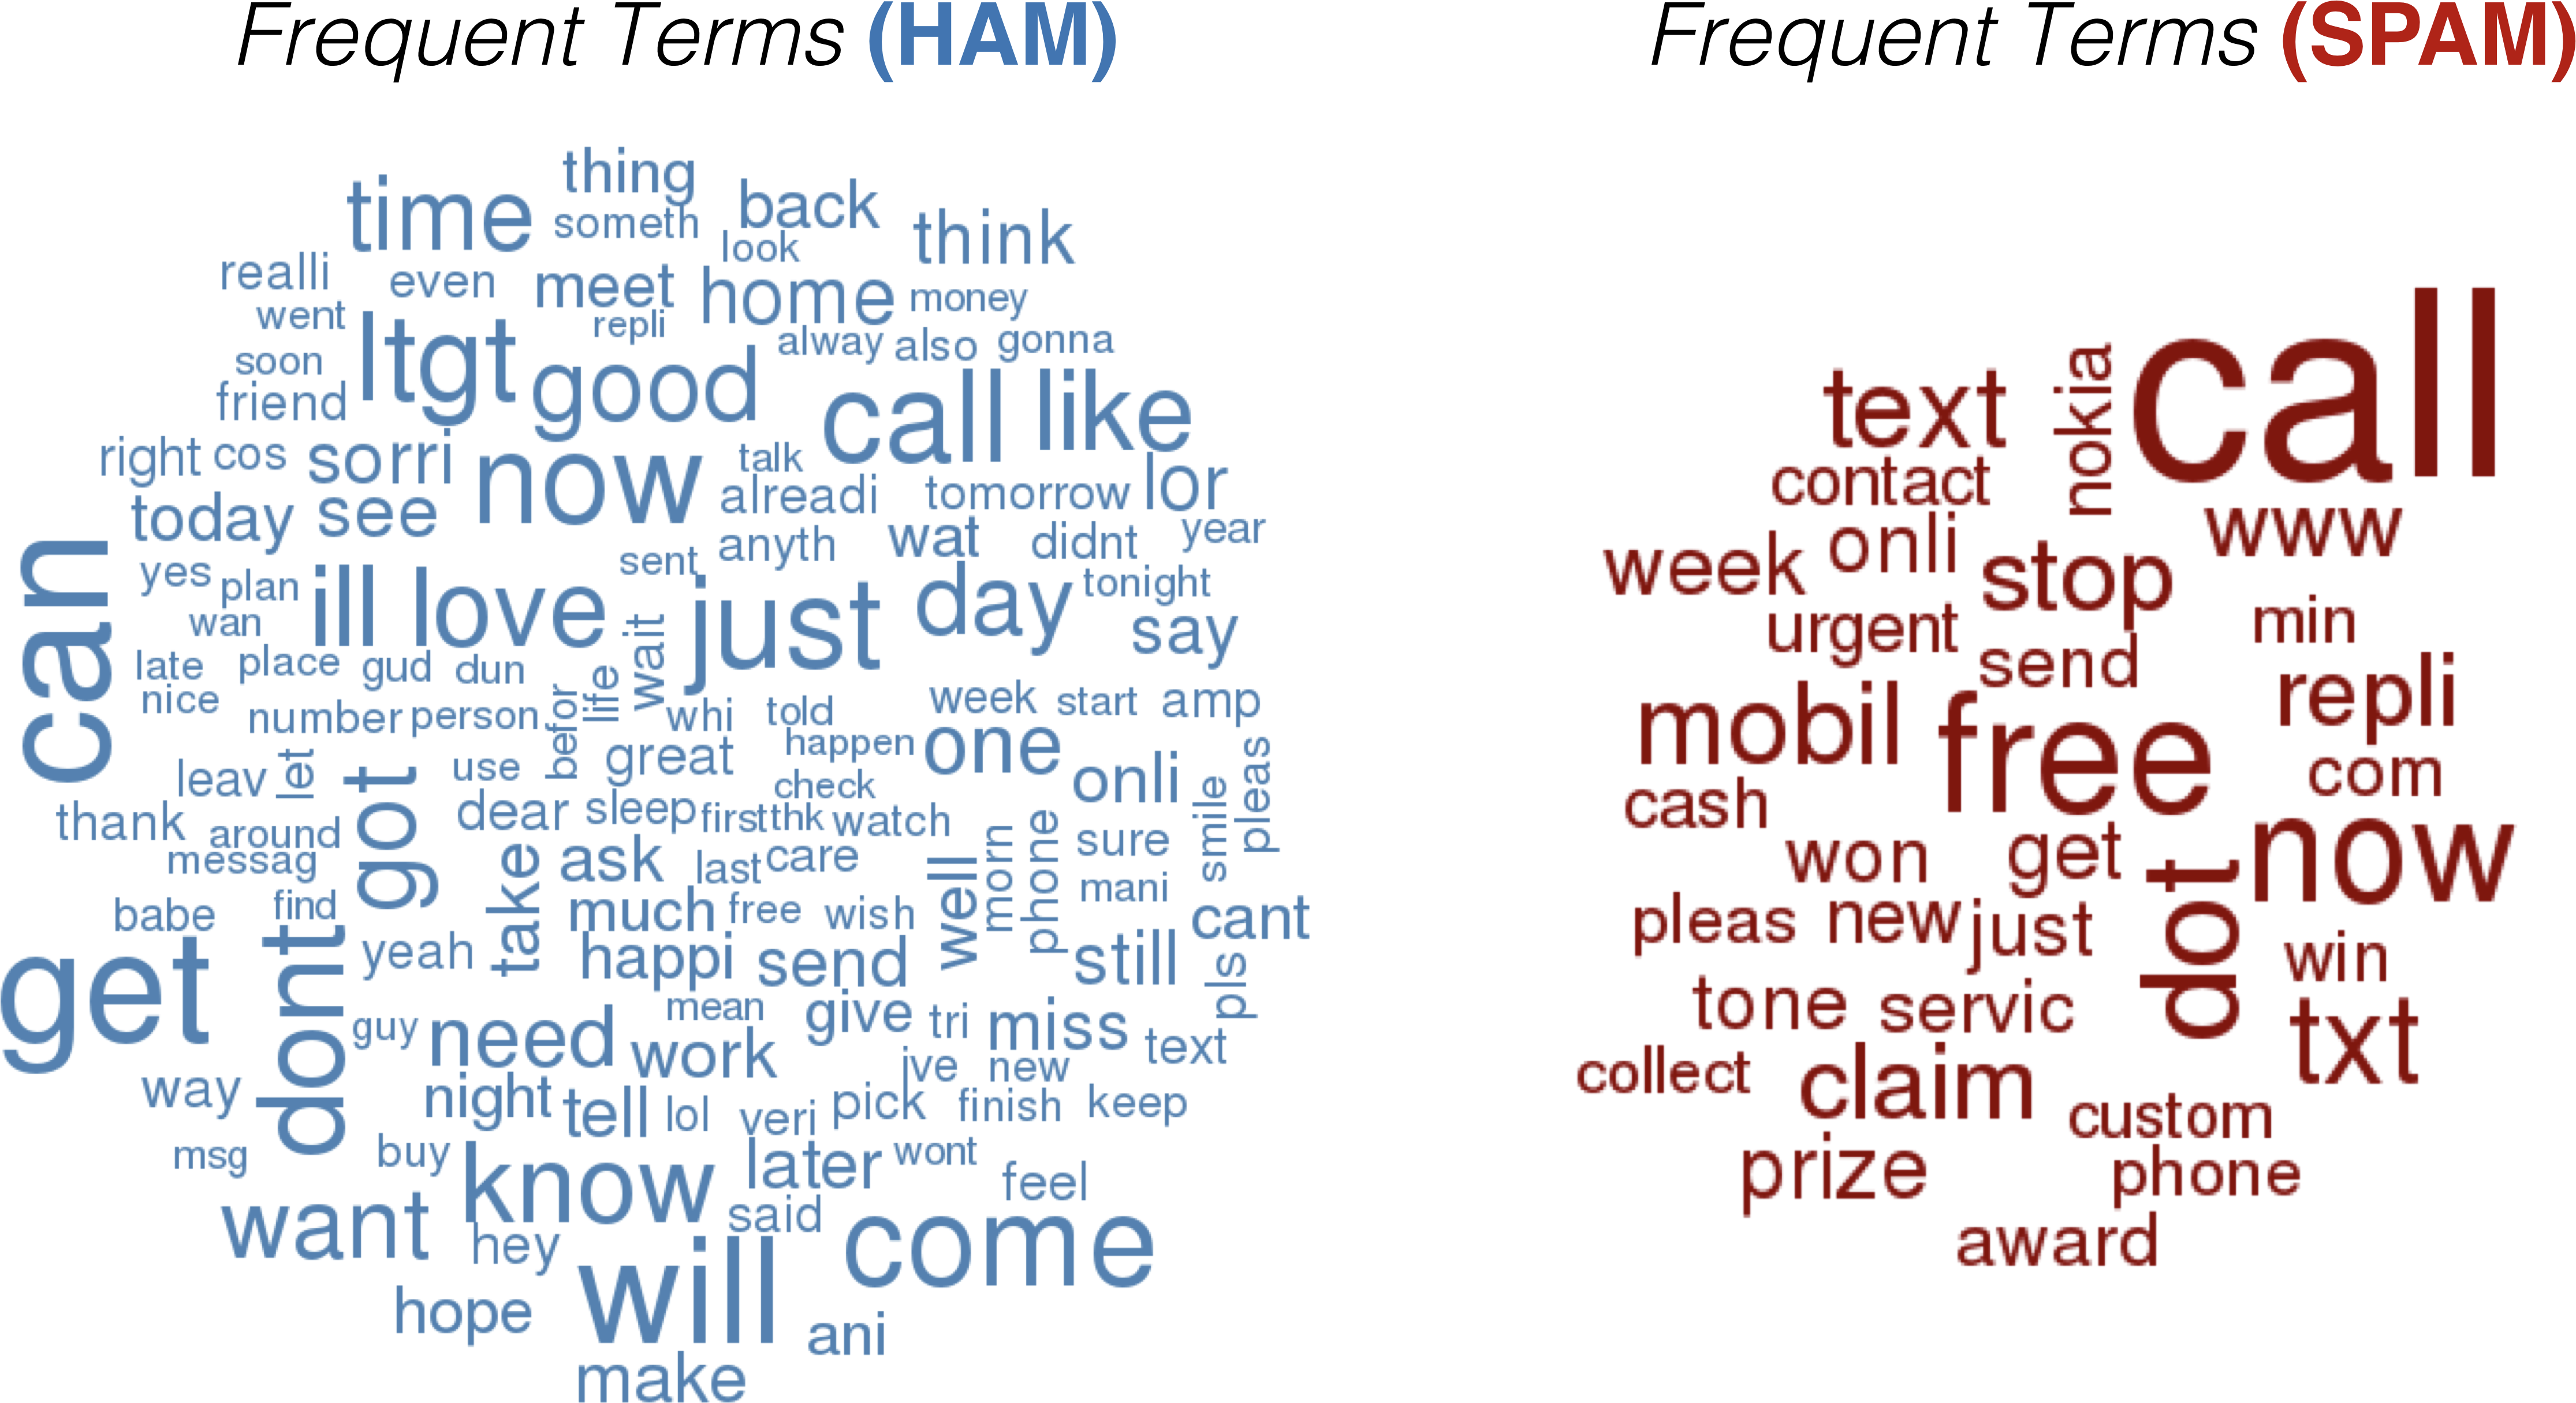 Frequent Terms (HAM)
thing
time
someth
back
look
think
realli
even
meet
home
money
went
repli
ltgt
good
alway
also
gonna
soon
friend
call
like
right
cos
sorri
now
talk
alreadi
tomorrow
lor
today
see
anyth
wat
didnt
year
can
yes
plan
ill
love
sent
just
day
tonight
wan
wait
say
late
place
gud
dun
nice
number
person
befor
life
whi
told
week
start
amp
happen
one
leav
let
got
use
great
check
onli
smile
pleas
thank
around
dear
sleep
first
thk
watch
sure
messag
take
ask
last
care
well
morn
phone
mani
babe
find
much
free
wish
cant
get
dont
yeah
happi
send
still
pls
guy
need
mean
give
tri
miss
text
work
ive
new
way
night
tell
lol
veri
pick
finish
keep
msg
buy
know
later
wont
feel
want
hey
said
come
will
hope
ani
make
Frequent Terms (SPAM)
call
text
nokia
contact
www
week
onli
stop
urgent
min
send
mobil
free
repli
cash
com
won
get
dot
now
pleas
new
just
win
tone
servic
txt
collect
claim
custom
prize
phone
award